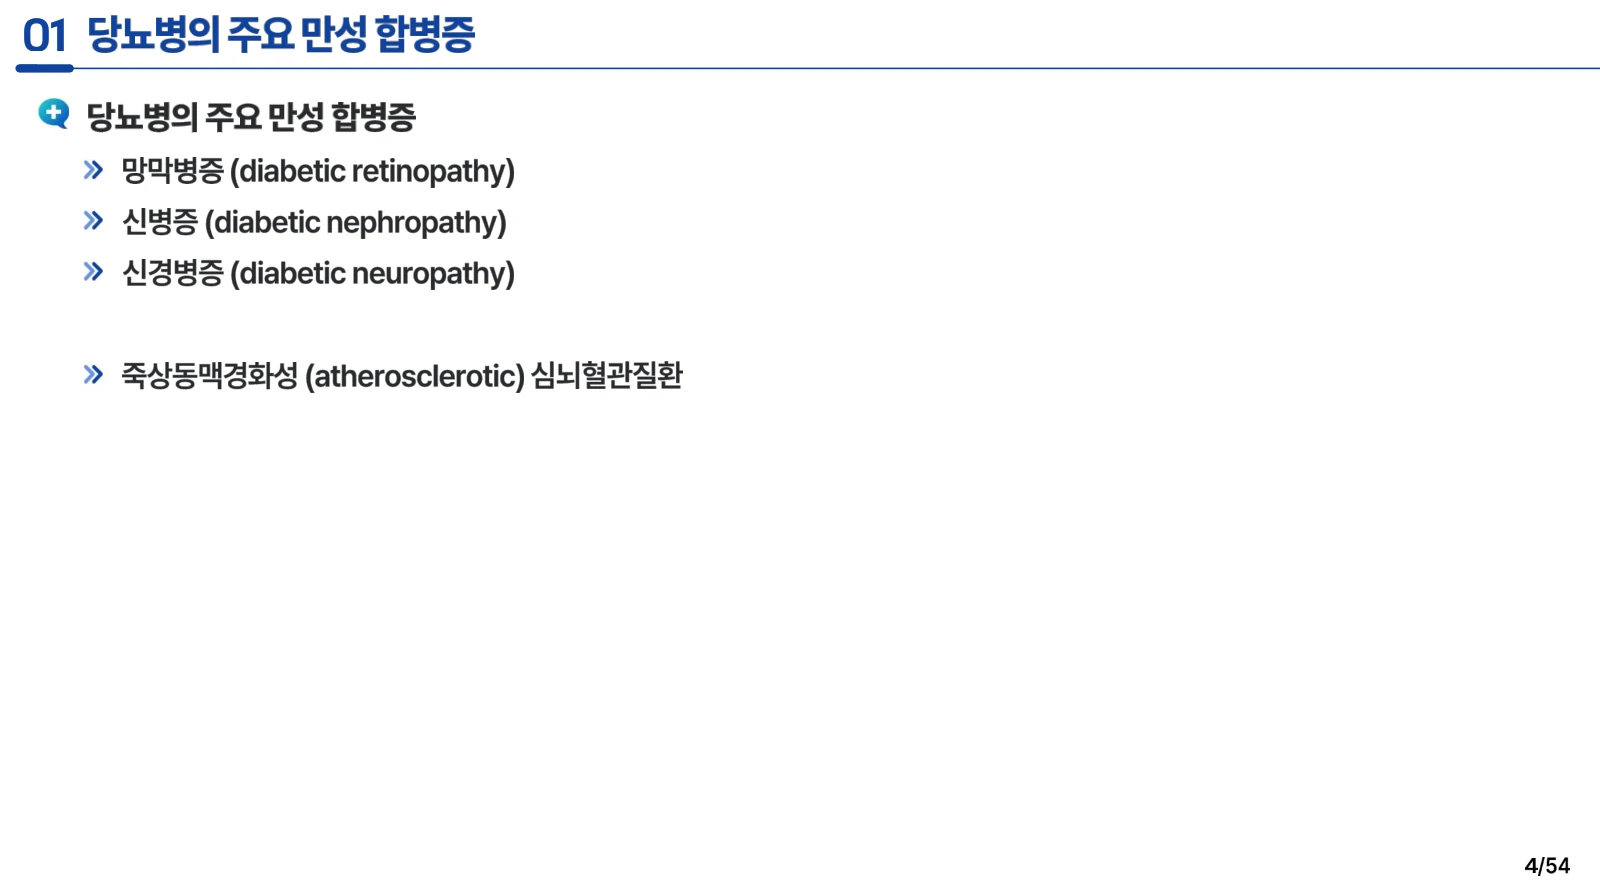 01 당뇨병의 주요 만성 합병증
당뇨병의 주요 만성 합병증
망막병증 (diabetic retinopathy)
신병증 (diabetic nephropathy)
신경병증 (diabetic neuropathy)
죽상동맥경화성 (atherosclerotic) 심뇌혈관질환
4/54